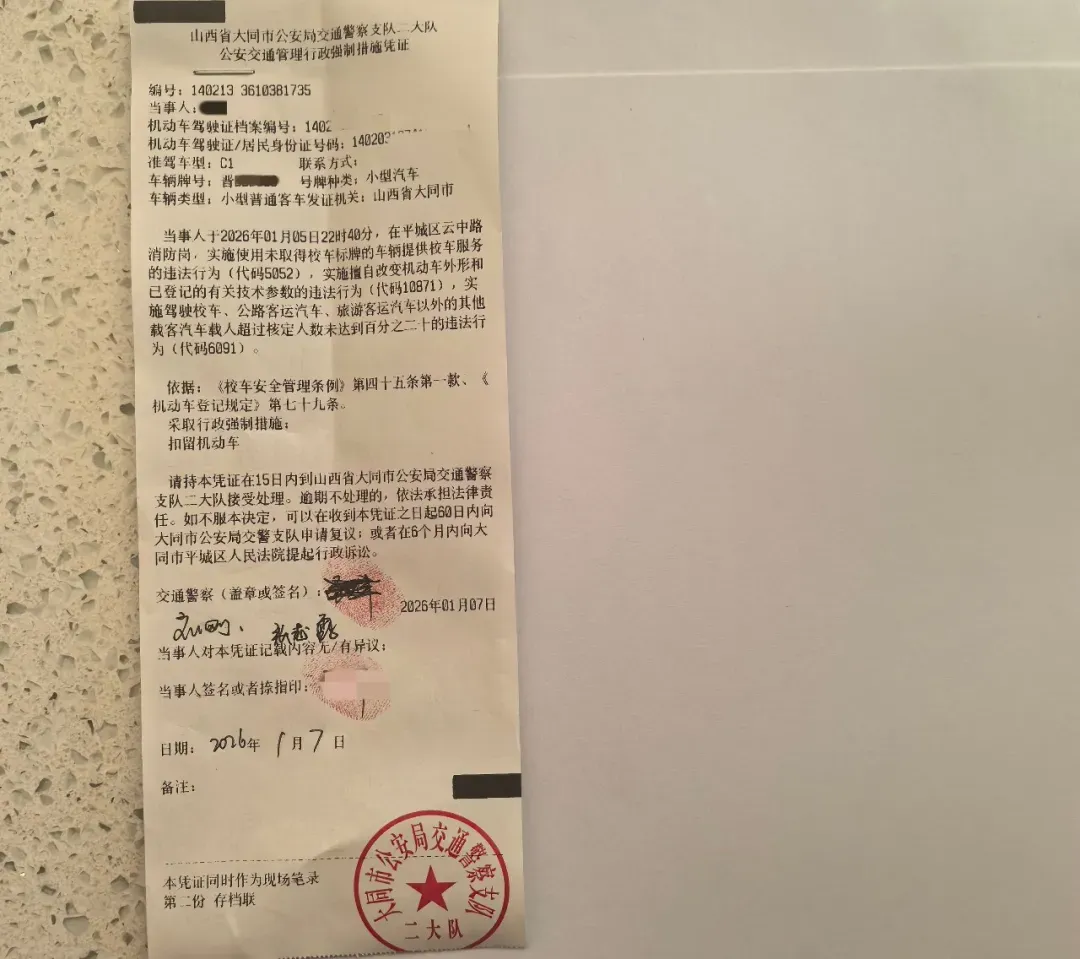 山西省大同市公安局交通警察支队二大队
公安交通管理行政强制措施凭证
编号：140213 3610381735
当事人：
机动车驾驶证档案编号：1402
机动车驾驶证/居民身份证号码：140203
准驾车型：C1 联系方式：
车辆牌号：晋 号牌种类：小型汽车
车辆类型：小型普通客车发证机关：山西省大同市
当事人于2026年01月05日22时40分，在平城区云中路
消防岗，实施使用未取得校车标牌的车辆提供校车服务
的违法行为（代码5052），实施擅自改变机动车外形和
已登记的有关技术参数的违法行为（代码10871），实
施驾驶校车、公路客运汽车、旅游客运汽车以外的其他
载客汽车载人超过核定人数未达到百分之二十的违法行
为（代码6091）。
依据：《校车安全管理条例》第四十五条第一款、《
机动车登记规定》第七十九条。
采取行政强制措施：
扣留机动车
请持本凭证在15日内到山西省大同市公安局交通警察
支队二大队接受处理。逾期不处理的，依法承担法律责
任。如不服本决定，可以在收到本凭证之日起60日内向
大同市公安局交警支队申请复议；或者在6个月内向大
同市平城区人民法院提起行政诉讼。
交通警察（盖章或签名）：
2026年01月07日
当事人对本凭证记载内容无/有异议：
当事人签名或者捺指印：
日期： 2026年 1月7日
备注：
本凭证同时作为现场笔录
第二份 存档联
大同市公安局交通警察支队
二大队